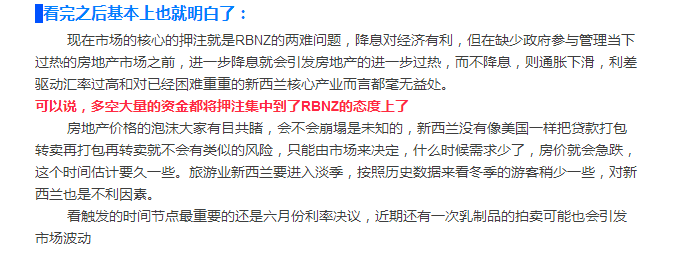 看完之后基本上也就明白了：
现在市场的核心的押注就是RBNZ的两难问题，降息对经济有利，但在缺少政府参与管理当下
过热的房地产市场之前，进一步降息就会引发房地产的进一步过热，而不降息，则通胀下滑，利差
驱动汇率过高和对已经困难重重的新西兰核心产业而言都毫无益处。
可以说，多空大量的资金都将押注集中到了RBNZ的态度上了
房地产价格的泡沫大家有目共睹，会不会崩塌是未知的，新西兰没有像美国一样把贷款打包
转卖再打包再转卖就不会有类似的风险，只能由市场来决定，什么时候需求少了，房价就会急跌，
这个时间估计要久一些。旅游业新西兰要进入淡季，按照历史数据来看冬季的游客稍少一些，对新
西兰也是不利因素。
看触发的时间节点最重要的还是六月份利率决议，近期还有一次乳制品的拍卖可能也会引发
市场波动